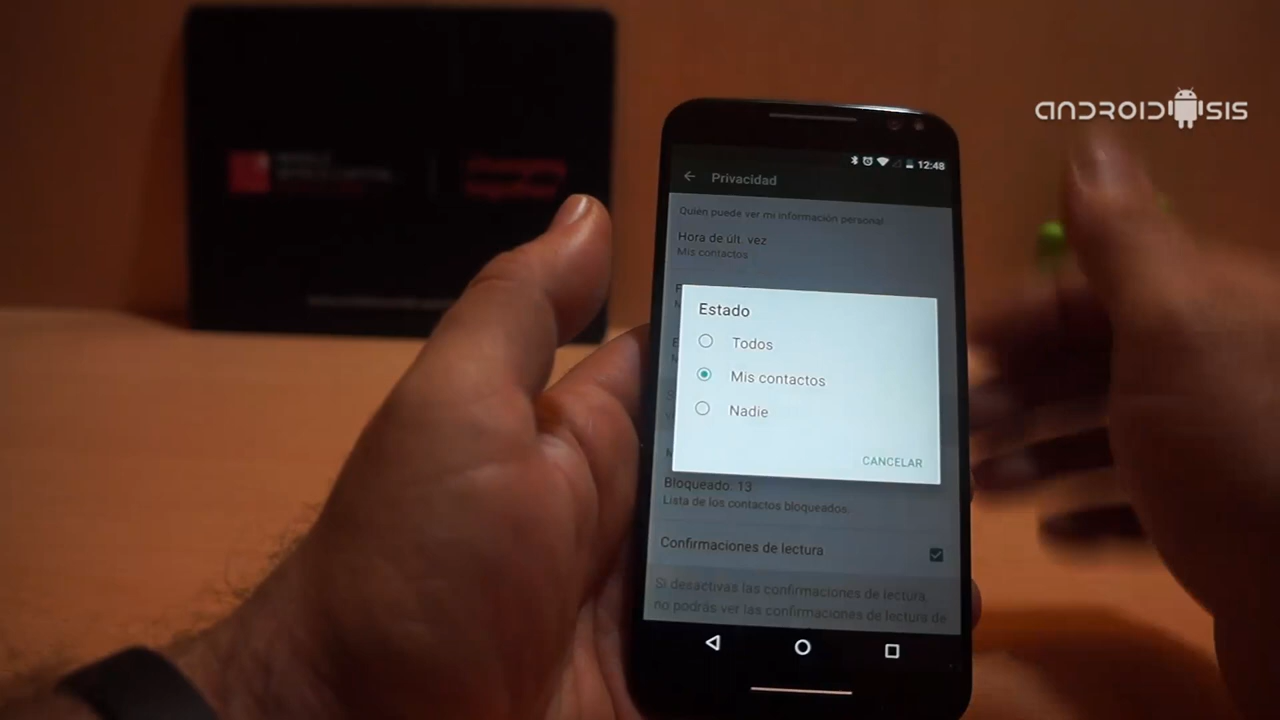 ANDROIDSIS
12:48
Privacidad
Quien puede ver mi información personal
Hora de últ. vez
Mis contactos
Estado
Todos
Mis contactos
Nadie
CANCELAR
Bloqueado: 13
Lista de los contactos bloqueados.
Confirmaciones de lectura
Si desactivas las confirmaciones de lectura,
no podrás ver las confirmaciones de lectura de